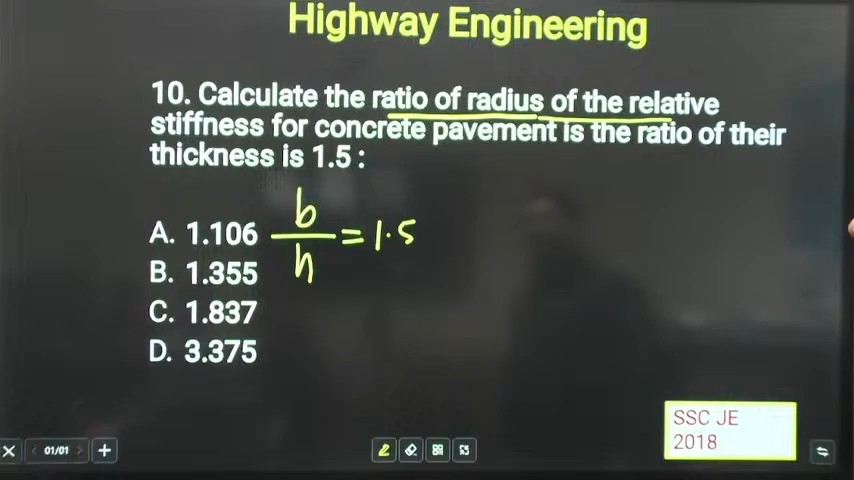 Highway Engineering
10. Calculate the ratio of radius of the relative
stiffness for concrete pavement is the ratio of their
thickness is 1.5 :
A. 1.106
B. 1.355
C. 1.837
D. 3.375
b
h
= 1.5
SSC JE
2018
01/01